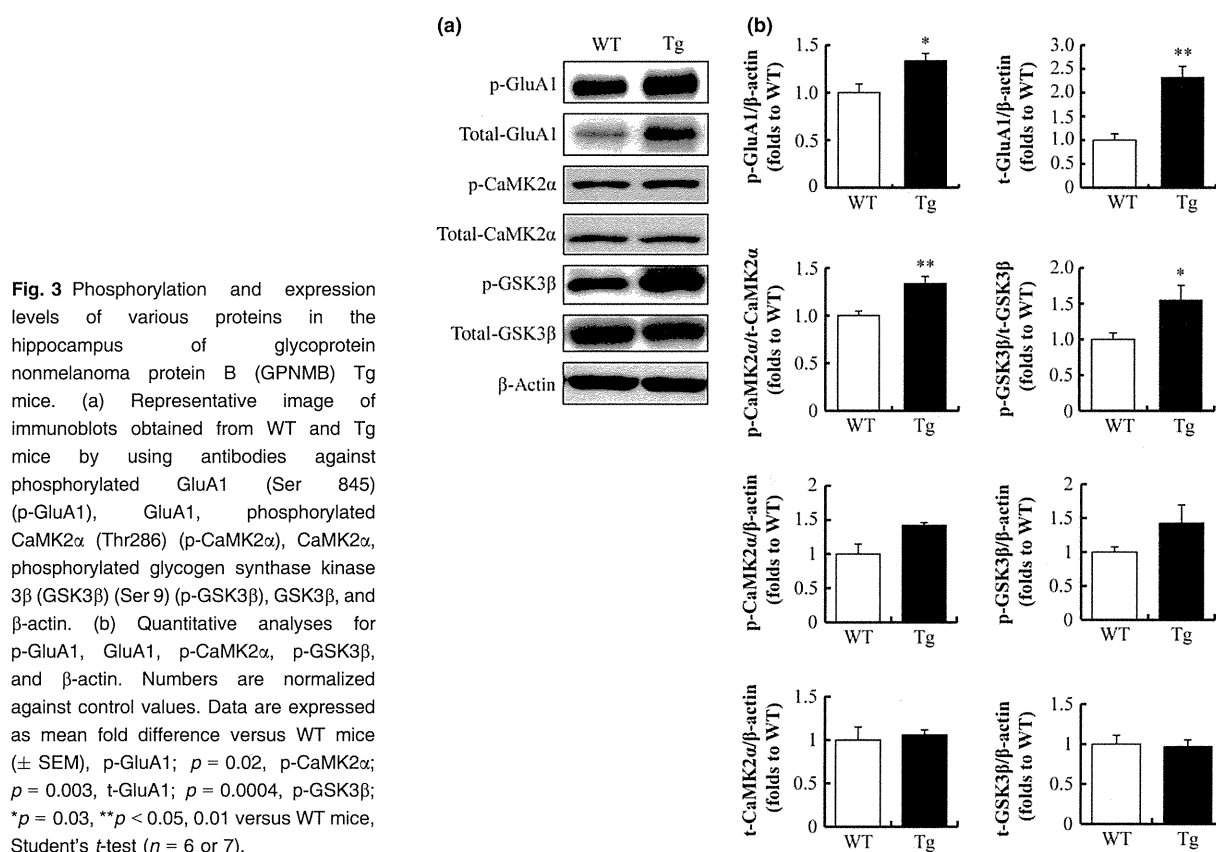 Fig. 3 Phosphorylation and expression
levels of various proteins in the
hippocampus of glycoprotein
nonmelanoma protein B (GPNMB) Tg
mice. (a) Representative image of
immunoblots obtained from WT and Tg
mice by using antibodies against
phosphorylated GluA1 (Ser 845)
(p-GluA1), GluA1, phosphorylated
CaMK2α (Thr286) (p-CaMK2α), CaMK2α,
phosphorylated glycogen synthase kinase
3β (GSK3β) (Ser 9) (p-GSK3β), GSK3β, and
β-actin. (b) Quantitative analyses for
p-GluA1, GluA1, p-CaMK2α, p-GSK3β,
and β-actin. Numbers are normalized
against control values. Data are expressed
as mean fold difference versus WT mice
(± SEM), p-GluA1; p = 0.02, p-CaMK2α;
p = 0.003, t-GluA1; p = 0.0004, p-GSK3β;
*p = 0.03, **p < 0.05, 0.01 versus WT mice,
Student's t-test (n = 6 or 7).
(a)
WT Tg
p-GluA1
Total-GluA1
p-CaMK2α
Total-CaMK2α
p-GSK3β
Total-GSK3β
β-Actin
(b)
p-GluA1/β-actin
(folds to WT)
1.5
1.0
0.5
0
*
WT Tg
t-GluA1/β-actin
(folds to WT)
3.0
2.5
2.0
1.5
1.0
0.5
0
**
WT Tg
p-CaMK2α/t-CaMK2α
(folds to WT)
1.5
1.0
0.5
0
**
WT Tg
p-GSK3β/t-GSK3β
(folds to WT)
2.0
1.5
1.0
0.5
0
*
WT Tg
p-CaMK2α/β-actin
(folds to WT)
2
1.5
1
0.5
0
WT Tg
p-GSK3β/β-actin
(folds to WT)
2
1.5
1
0.5
0
WT Tg
t-CaMK2α/β-actin
(folds to WT)
1.5
1
0.5
0
WT Tg
t-GSK3β/β-actin
(folds to WT)
1.5
1
0.5
0
WT Tg